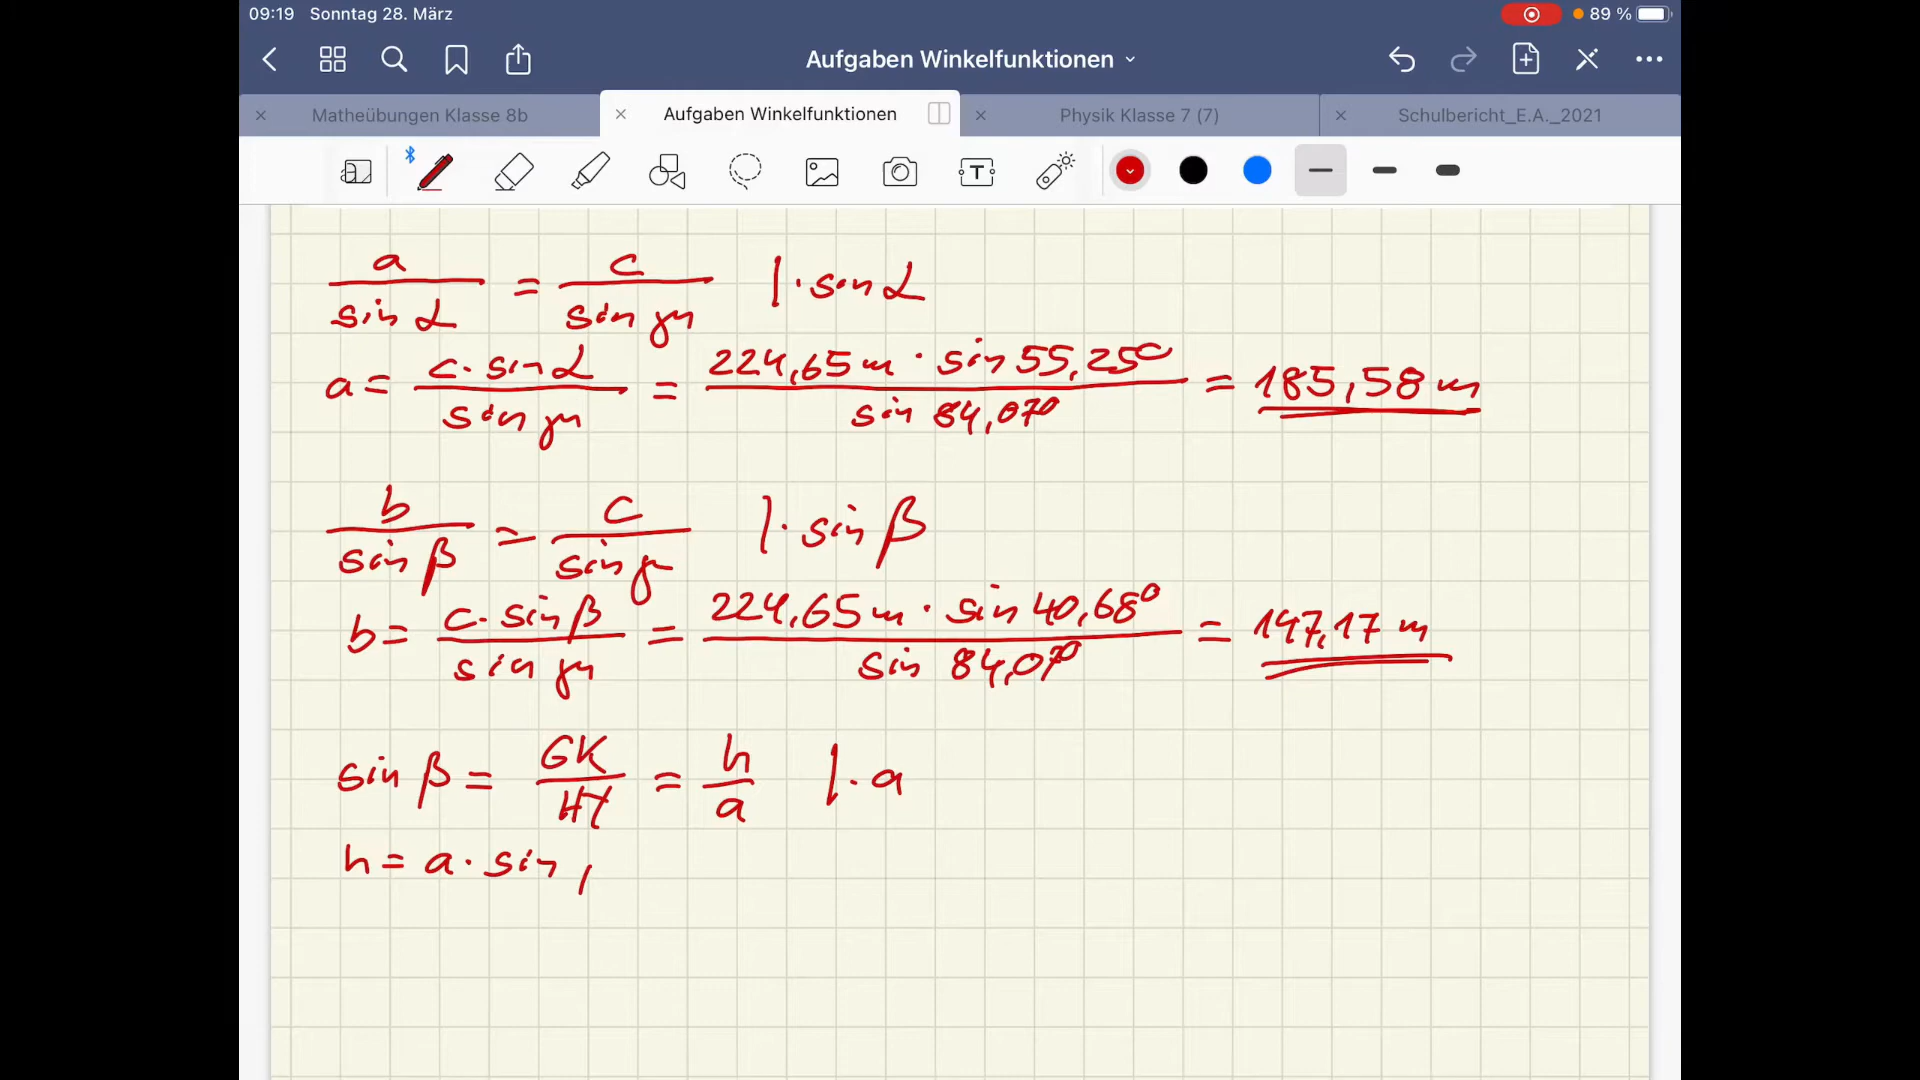 09:19 Sonntag 28. März 89 %
Aufgaben Winkelfunktionen
Matheübungen Klasse 8b Aufgaben Winkelfunktionen Physik Klasse 7 (7) Schulbericht_E.A._2021
a/sin α = c/sin γ | · sin α
a = c · sin α/sin γ = 224,65 m · sin 55,25°/sin 84,07° = 185,58 m
b/sin β = c/sin γ | · sin β
b = c · sin β/sin γ = 224,65 m · sin 40,68°/sin 84,07° = 147,17 m
sin β = GK/HY = h/a | · a
h = a · sin